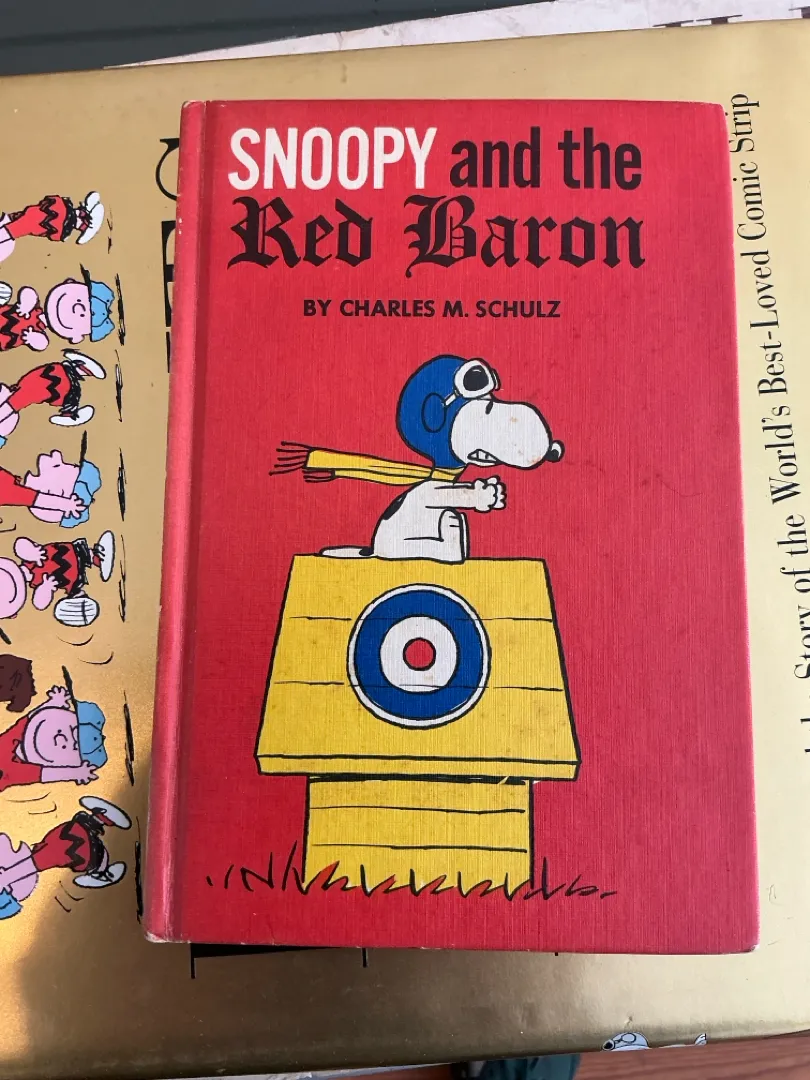 SNOOPY and the
Red Baron
BY CHARLES M. SCHULZ
Story of the World's Best-Loved Comic Strip